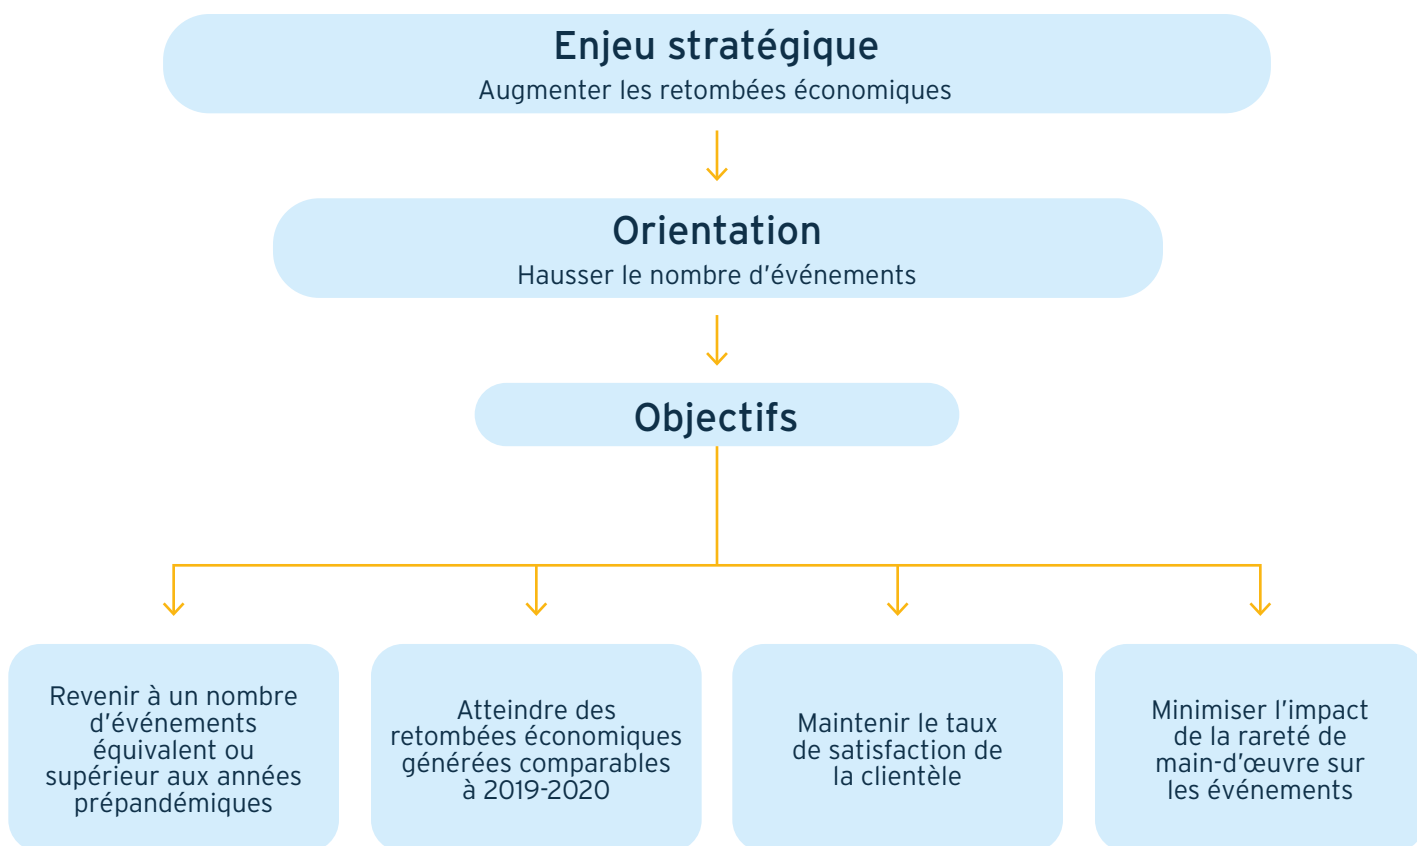 Enjeu stratégique
Augmenter les retombées économiques
Orientation
Hausser le nombre d'événements
Objectifs
Revenir à un nombre
d'événements
équivalent ou
supérieur aux années
prépandémiques
Atteindre des
retombées économiques
générées comparables
à 2019-2020
Maintenir le taux
de satisfaction de
la clientèle
Minimiser l'impact
de la rareté de
main-d'œuvre sur
les événements